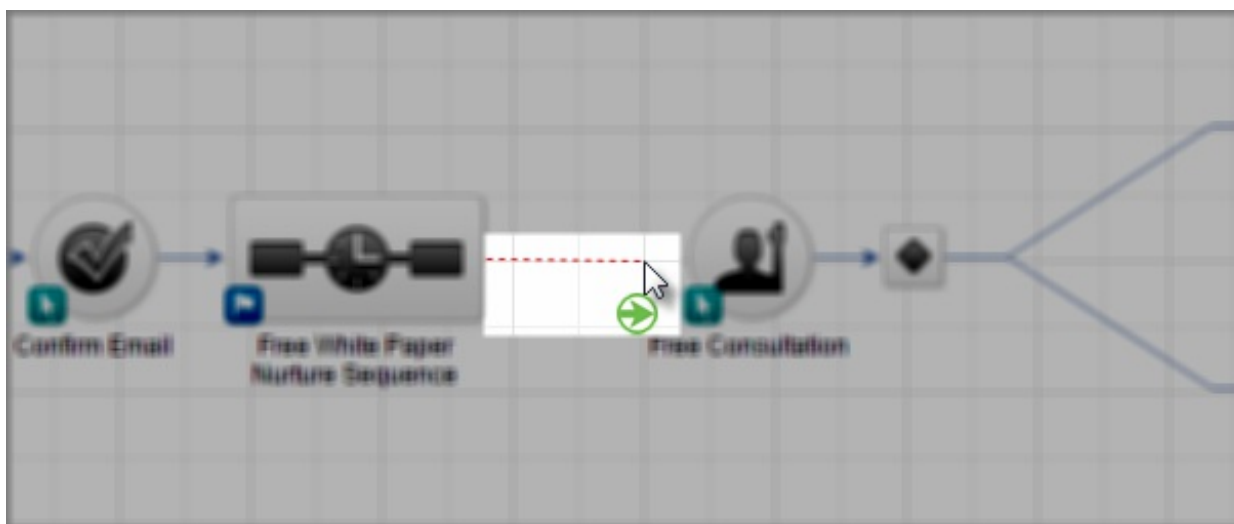 Confirm Email
Free White Paper
Nurture Sequence
Free Consultation